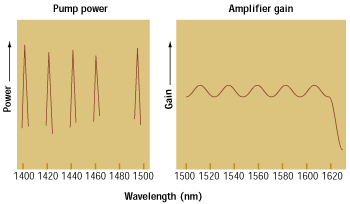 Pump power
Power
1400 1420 1440 1460 1480 1500
Amplifier gain
Gain
1500 1520 1540 1560 1580 1600 1620
Wavelength (nm)